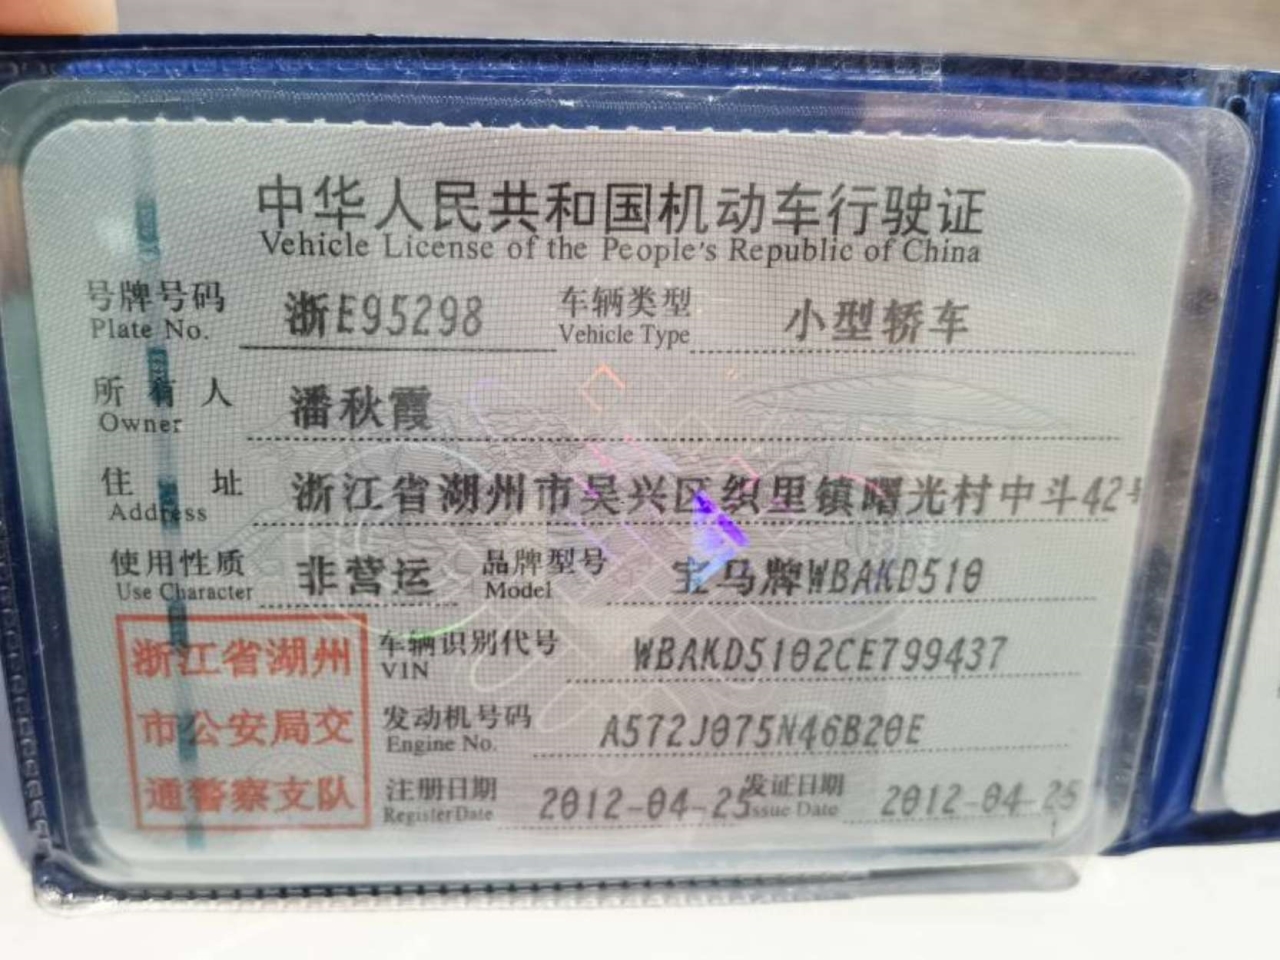 中华人民共和国机动车行驶证
Vehicle License of the People's Republic of China
号牌号码 浙E95298 车辆类型 小型轿车
Plate No. Vehicle Type
所有人 潘秋霞
Owner
住址 浙江省湖州市吴兴区织里镇曙光村中斗42号
Address
使用性质 非营运 品牌型号 宝马牌WBAKD510
Use Character Model
浙江省湖州 车辆识别代号 WBAKD5102CE799437
VIN
市公安局交 发动机号码 A572J075N46B20E
Engine No.
通警察支队 注册日期 2012-04-25 发证日期 2012-04-25
Register Date Issue Date